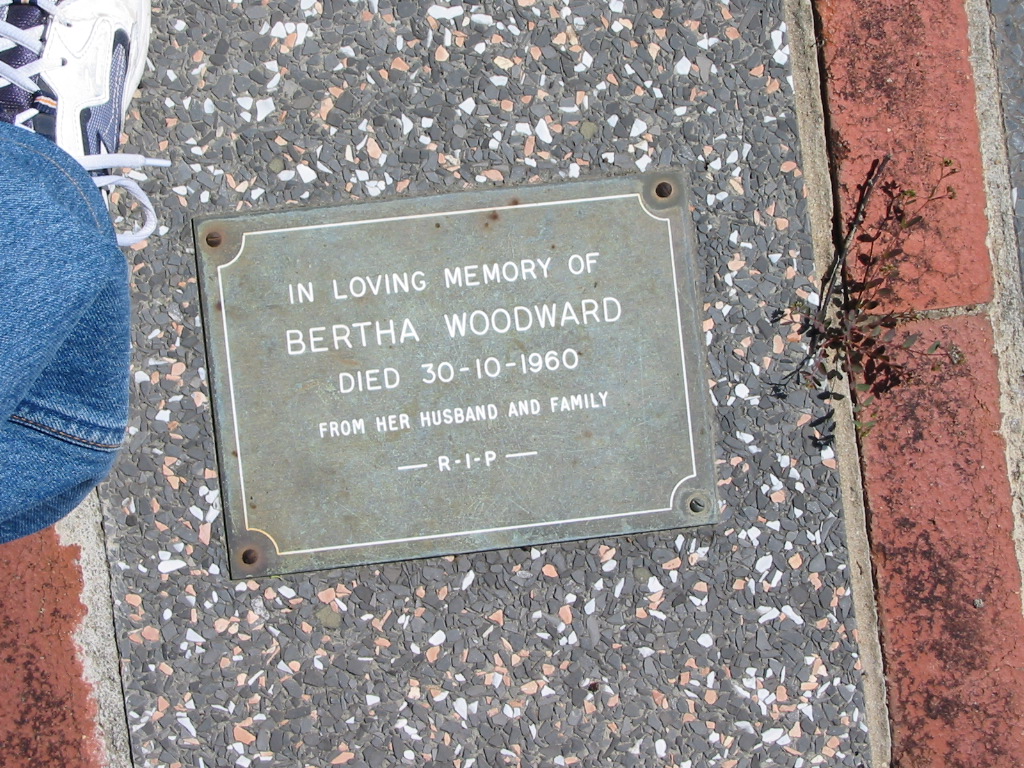 IN LOVING MEMORY OF
BERTHA WOODWARD
DIED 30-10-1960
FROM HER HUSBAND AND FAMILY
— R-I-P —